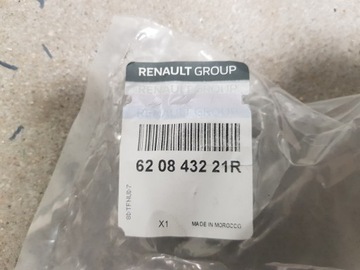 RENAULT GROUP
62 08 432 21R
X1
MADE IN MOROCCO